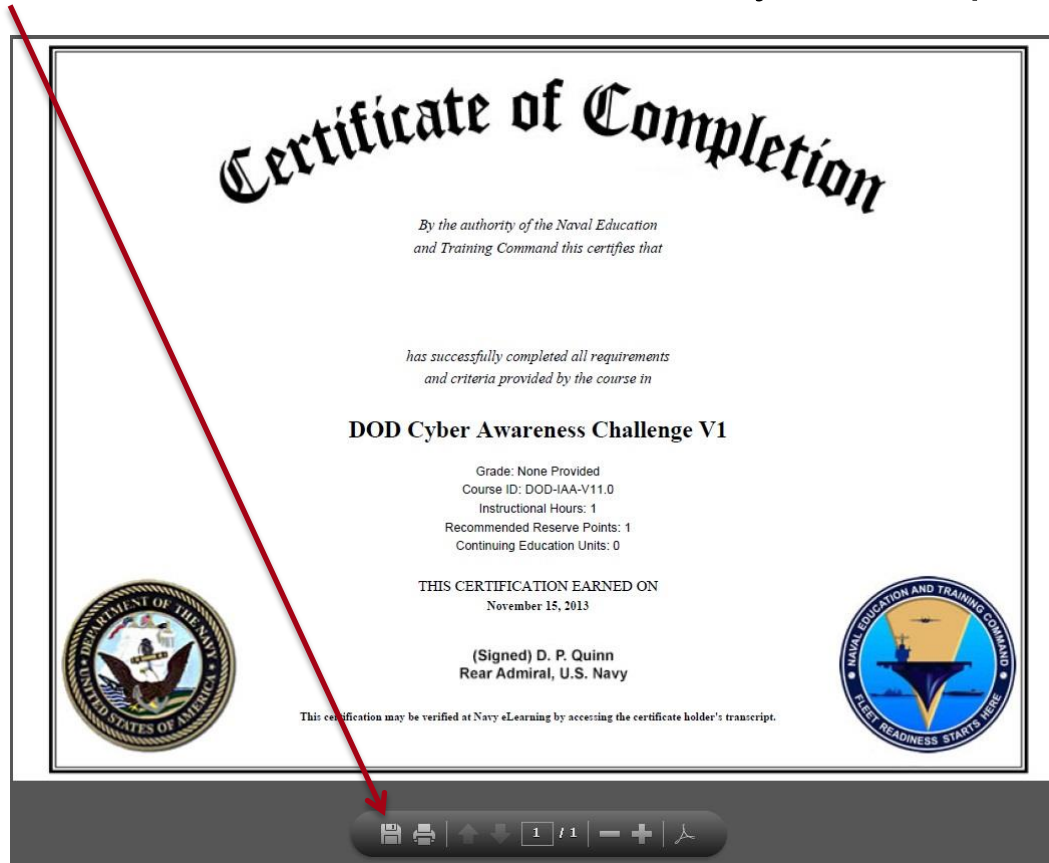 Certificate of Completion
By the authority of the Naval Education
and Training Command this certifies that
has successfully completed all requirements
and criteria provided by the course in
DOD Cyber Awareness Challenge V1
Grade: None Provided
Course ID: DOD-IAA-V11.0
Instructional Hours: 1
Recommended Reserve Points: 1
Continuing Education Units: 0
THIS CERTIFICATION EARNED ON
November 15, 2013
(Signed) D. P. Quinn
Rear Admiral, U.S. Navy
This certification may be verified at Navy eLearning by accessing the certificate holder's transcript.
DEPARTMENT OF THE NAVY
UNITED STATES OF AMERICA
NAVAL EDUCATION AND TRAINING COMMAND
FLEET READINESS STARTS HERE
1 / 1